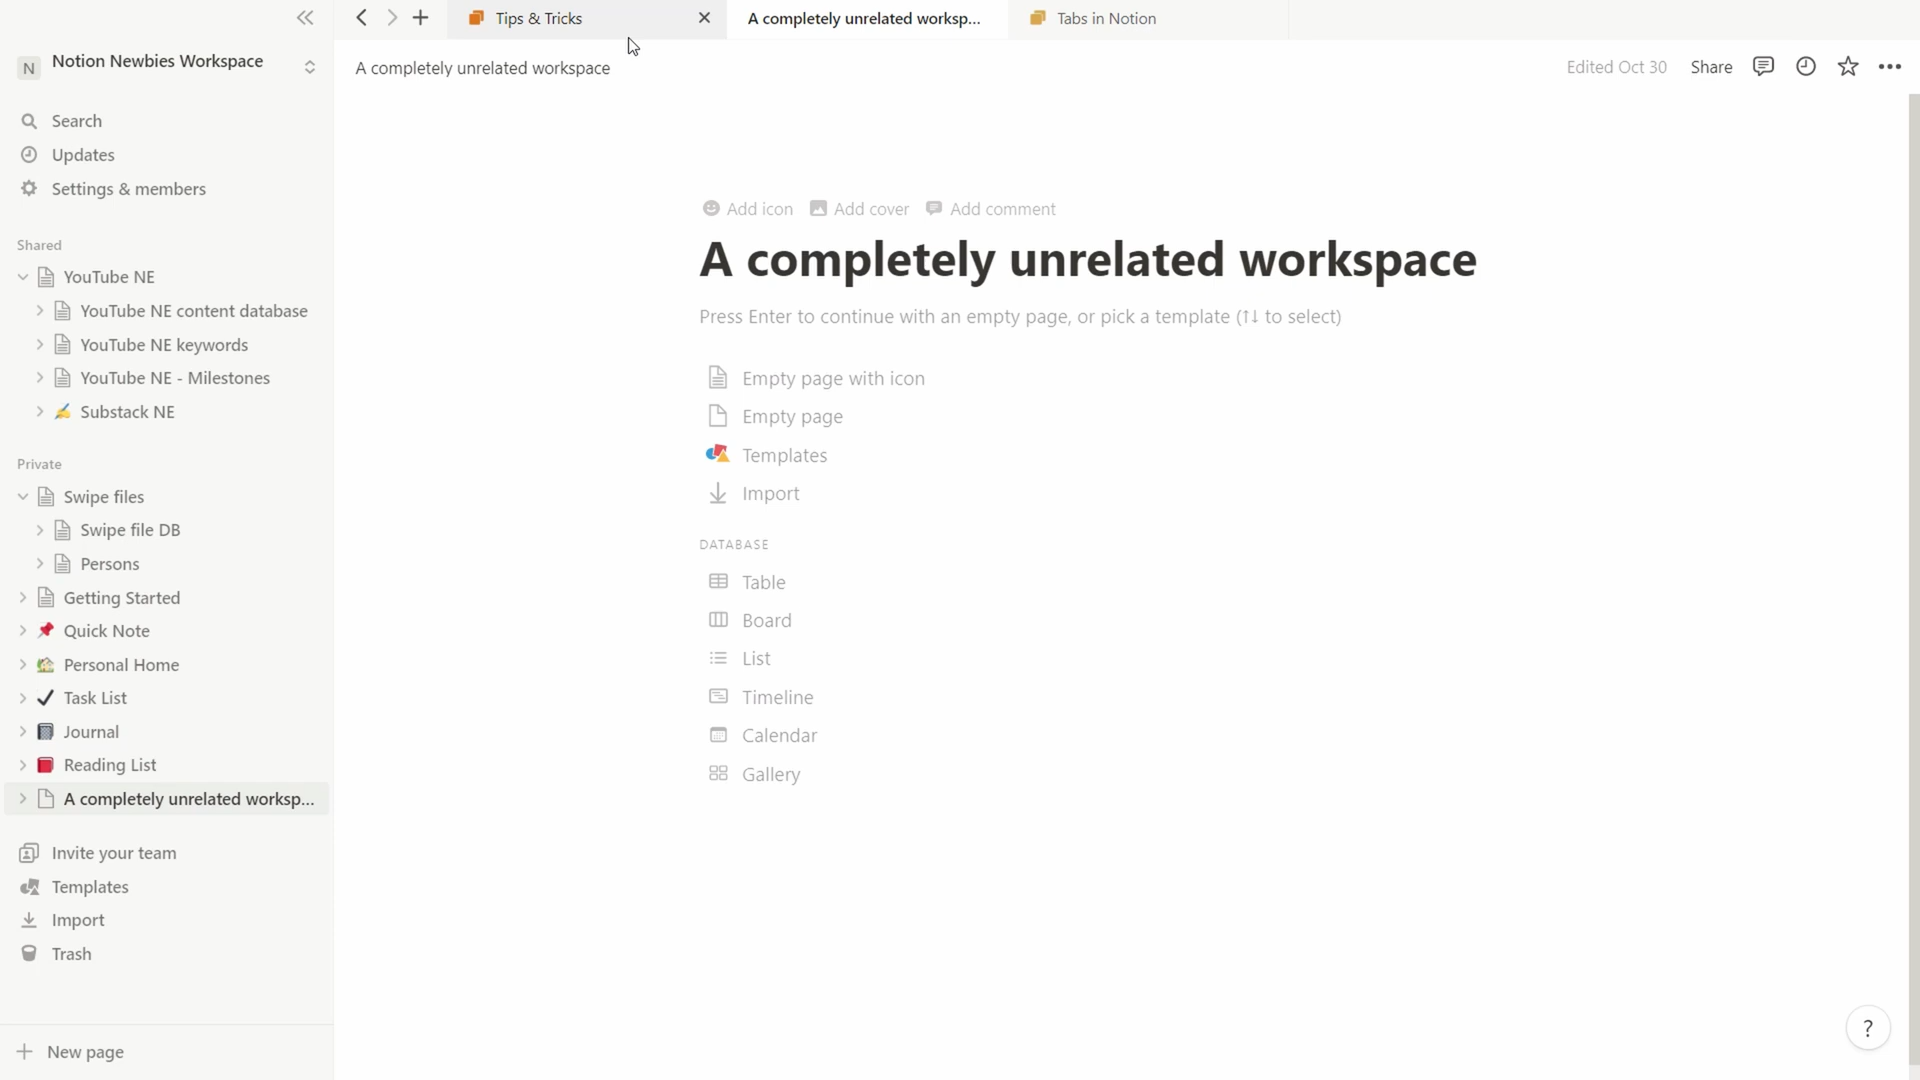 Tips & Tricks
A completely unrelated worksp...
Tabs in Notion
N
Notion Newbies Workspace
A completely unrelated workspace
Edited Oct 30
Share
Search
Updates
Settings & members
Shared
YouTube NE
YouTube NE content database
YouTube NE keywords
YouTube NE - Milestones
Substack NE
Private
Swipe files
Swipe file DB
Persons
Getting Started
Quick Note
Personal Home
Task List
Journal
Reading List
A completely unrelated worksp...
Invite your team
Templates
Import
Trash
New page
Add icon Add cover Add comment
A completely unrelated workspace
Press Enter to continue with an empty page, or pick a template (↑↓ to select)
Empty page with icon
Empty page
Templates
Import
DATABASE
Table
Board
List
Timeline
Calendar
Gallery
?